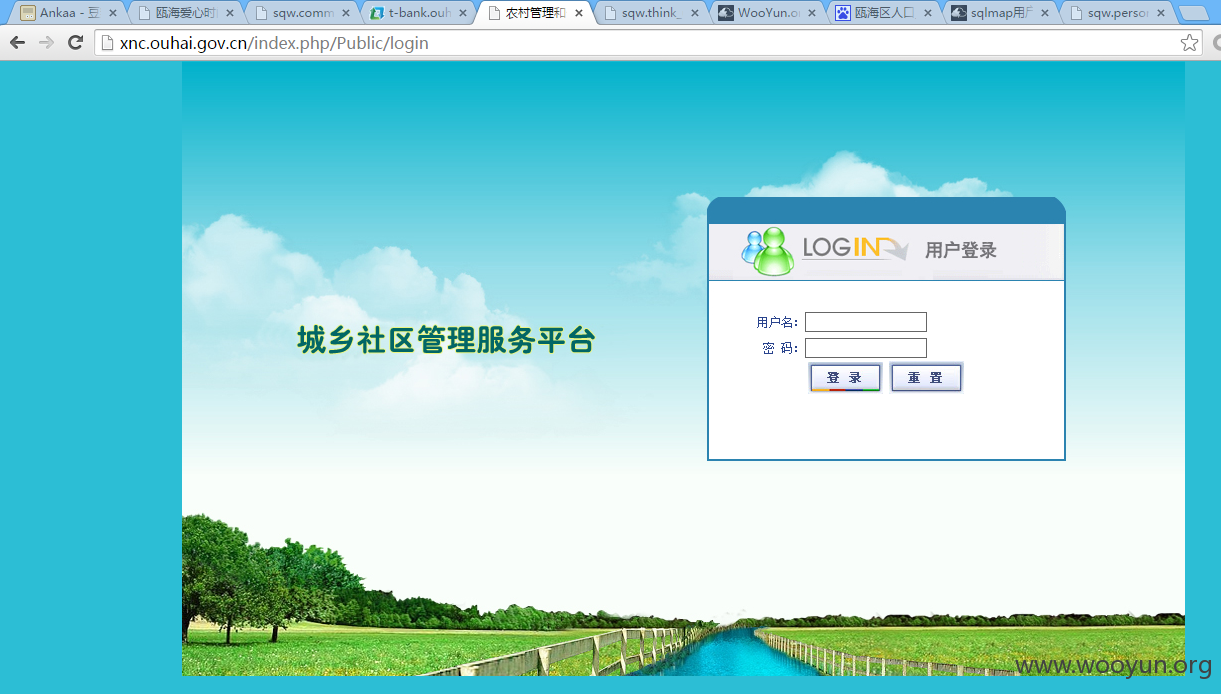 Ankaa - 豆
瓯海爱心时
sqw.comm
t-bank.ouh
农村管理和
sqw.think_
WooYun.o
瓯海区人口
sqlmap用户
sqw.perso
xnc.ouhai.gov.cn/index.php/Public/login
LOGIN 用户登录
城乡社区管理服务平台
用户名:
密 码:
登 录 重 置
www.wooyun.org